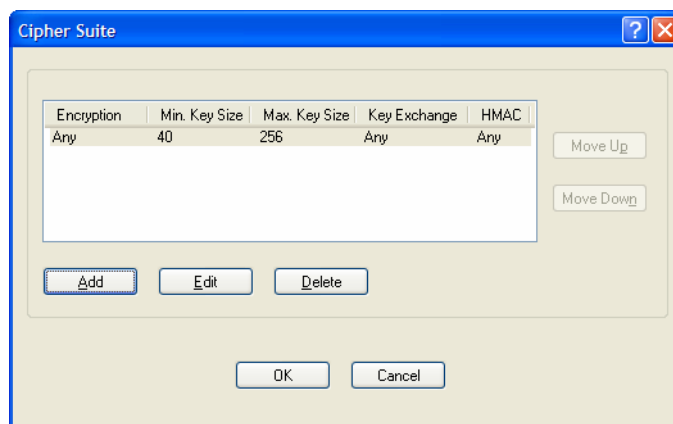 Cipher Suite
Encryption Min. Key Size Max. Key Size Key Exchange HMAC
Any 40 256 Any Any
Move Up
Move Down
Add Edit Delete
OK Cancel